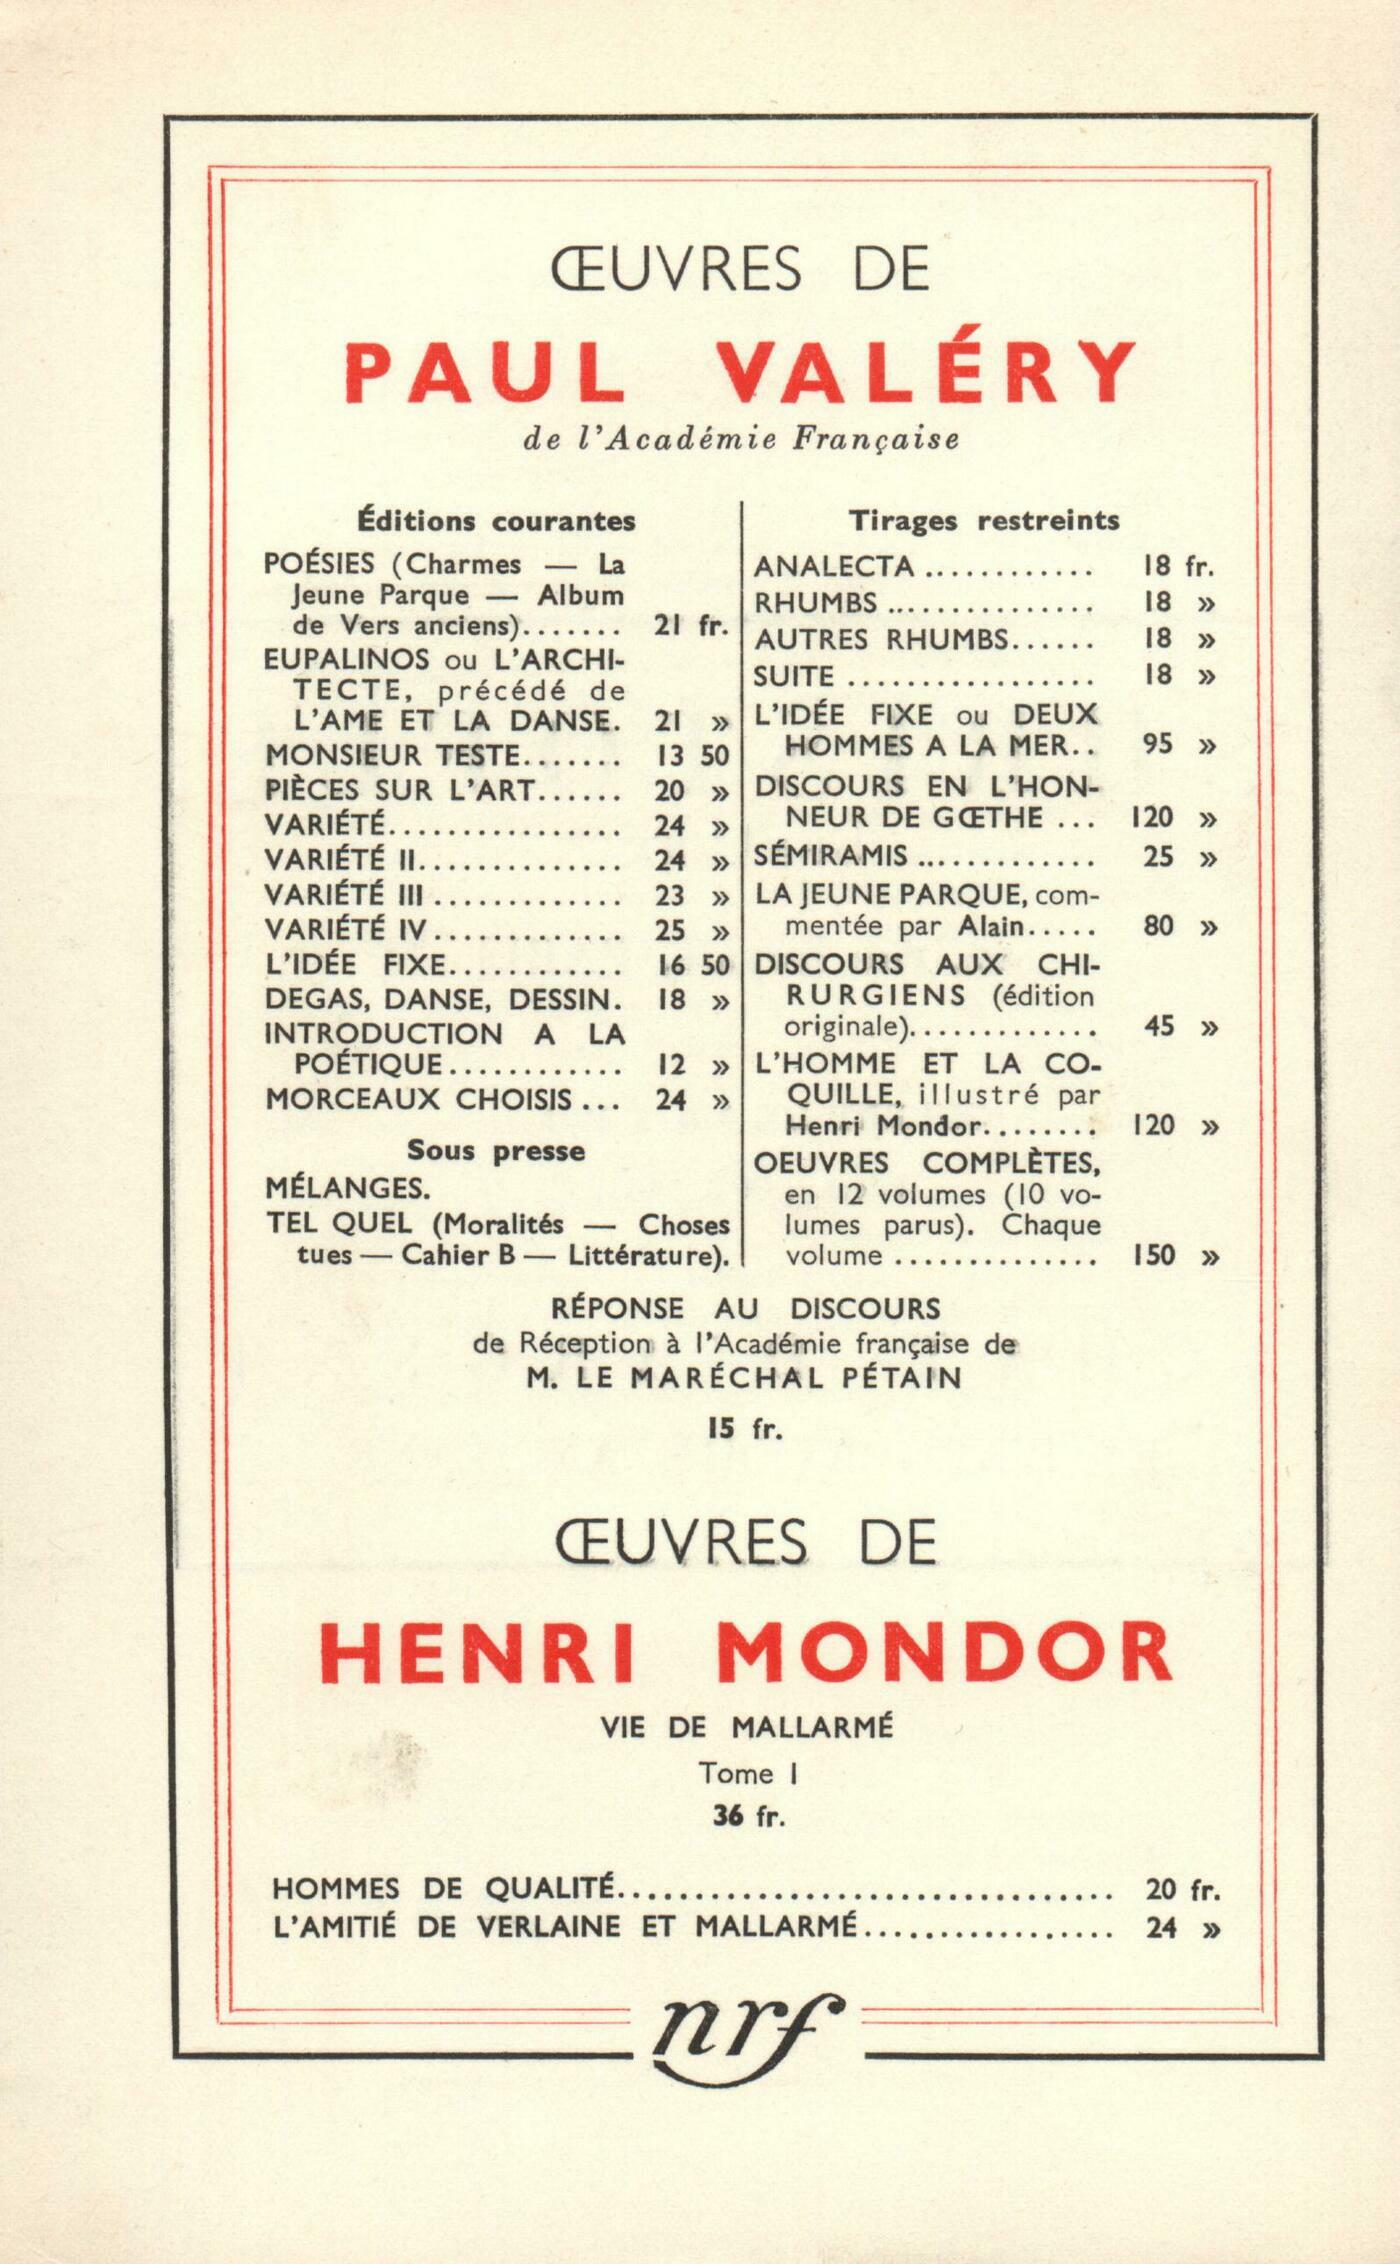 ŒUVRES DE
PAUL VALÉRY
de l'Académie Française
Éditions courantes
POÉSIES (Charmes — La
Jeune Parque — Album
de Vers anciens)....... 21 fr.
EUPALINOS ou L'ARCHI-
TECTE, précédé de
L'AME ET LA DANSE. 21 »
MONSIEUR TESTE....... 13 50
PIÈCES SUR L'ART...... 20 »
VARIÉTÉ................ 24 »
VARIÉTÉ II.............. 24 »
VARIÉTÉ III ............. 23 »
VARIÉTÉ IV............. 25 »
L'IDÉE FIXE............ 16 50
DEGAS, DANSE, DESSIN. 18 »
INTRODUCTION A LA
POÉTIQUE............ 12 »
MORCEAUX CHOISIS ... 24 »
Sous presse
MÉLANGES.
TEL QUEL (Moralités — Choses
tues — Cahier B — Littérature).
Tirages restreints
ANALECTA ............ 18 fr.
RHUMBS .............. 18 »
AUTRES RHUMBS...... 18 »
SUITE ................. 18 »
L'IDÉE FIXE ou DEUX
HOMMES A LA MER.. 95 »
DISCOURS EN L'HON-
NEUR DE GŒTHE ... 120 »
SÉMIRAMIS ............ 25 »
LA JEUNE PARQUE, com-
mentée par Alain..... 80 »
DISCOURS AUX CHI-
RURGIENS (édition
originale)............. 45 »
L'HOMME ET LA CO-
QUILLE, illustré par
Henri Mondor........ 120 »
OEUVRES COMPLÈTES,
en 12 volumes (10 vo-
lumes parus). Chaque
volume .............. 150 »
RÉPONSE AU DISCOURS
de Réception à l'Académie française de
M. LE MARÉCHAL PÉTAIN
15 fr.
ŒUVRES DE
HENRI MONDOR
VIE DE MALLARMÉ
Tome I
36 fr.
HOMMES DE QUALITÉ................................ 20 fr.
L'AMITIÉ DE VERLAINE ET MALLARMÉ................. 24 »
nrf